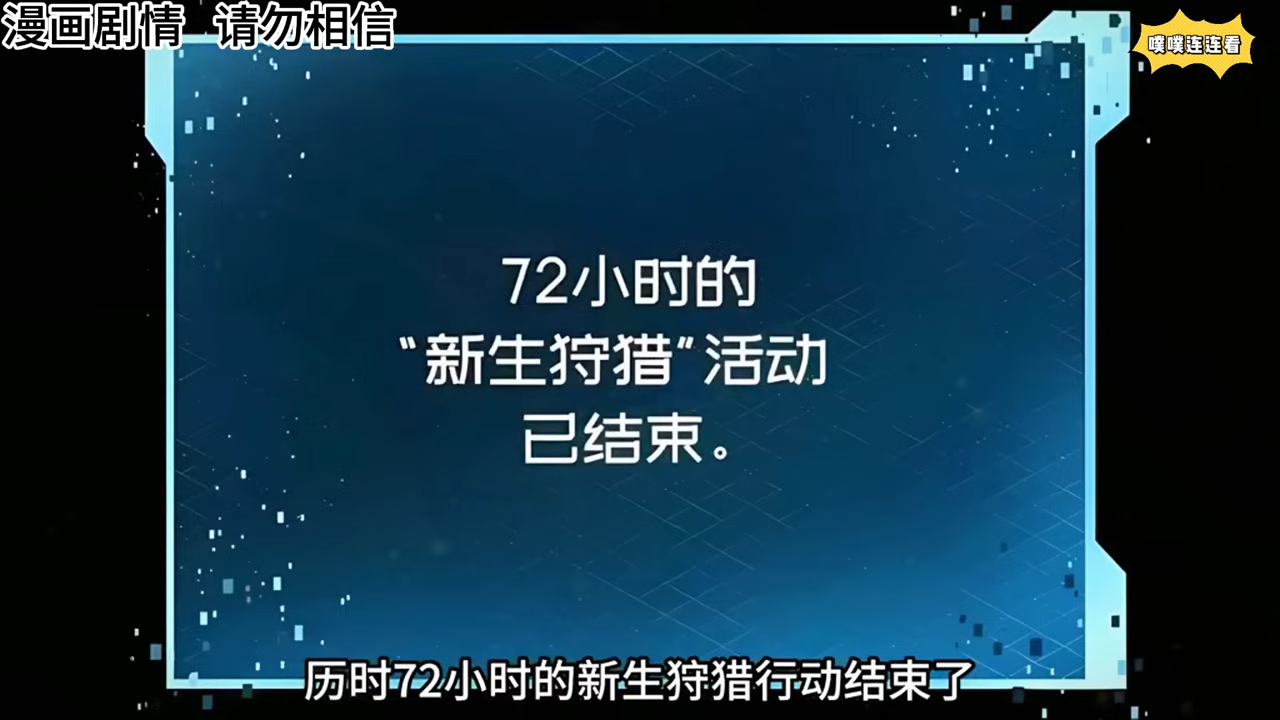 漫画剧情 请勿相信
噗噗连连看
72小时的
“新生狩猎”活动
已结束。
历时72小时的新生狩猎行动结束了